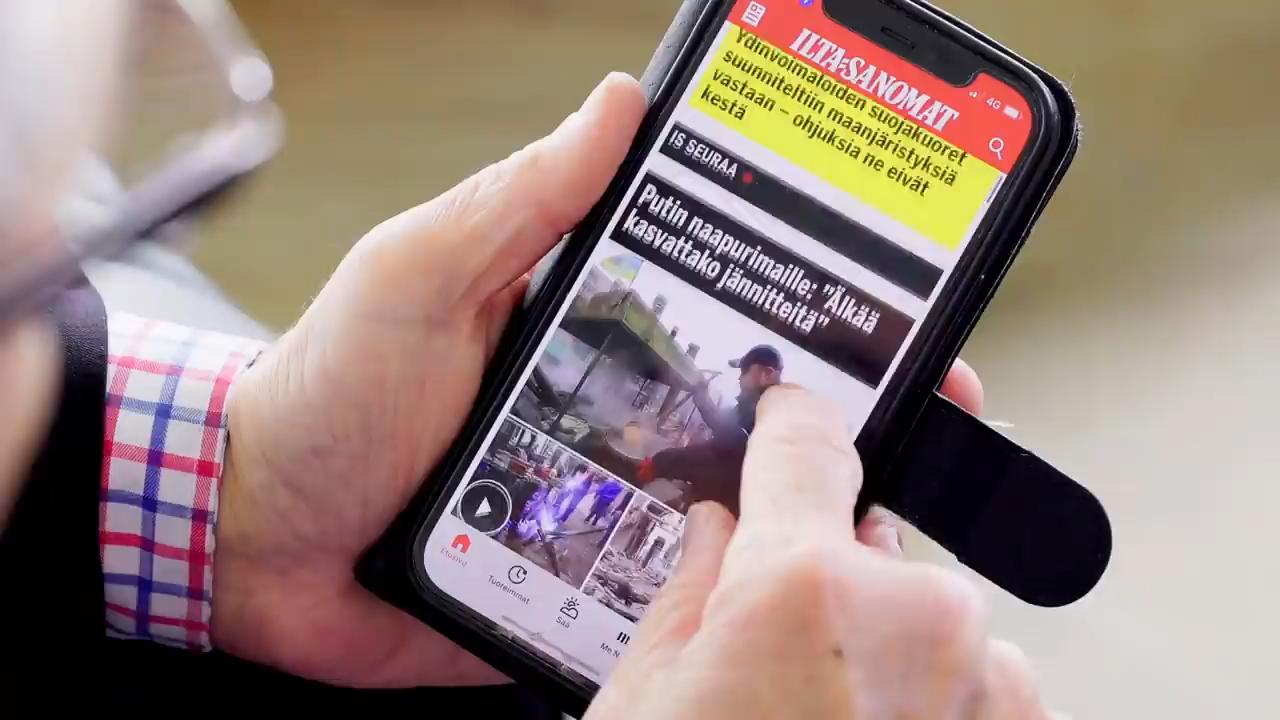 ILTA-SANOMAT
4G
Ydinvoimaloiden suojakuoret
suunniteltiin maanjäristyksiä
vastaan – ohjuksia ne eivät
kestä
IS SEURAA
Putin naapurimaille: "Älkää
kasvattako jännitteitä"
Etusivu
Tuoreimmat
Sää